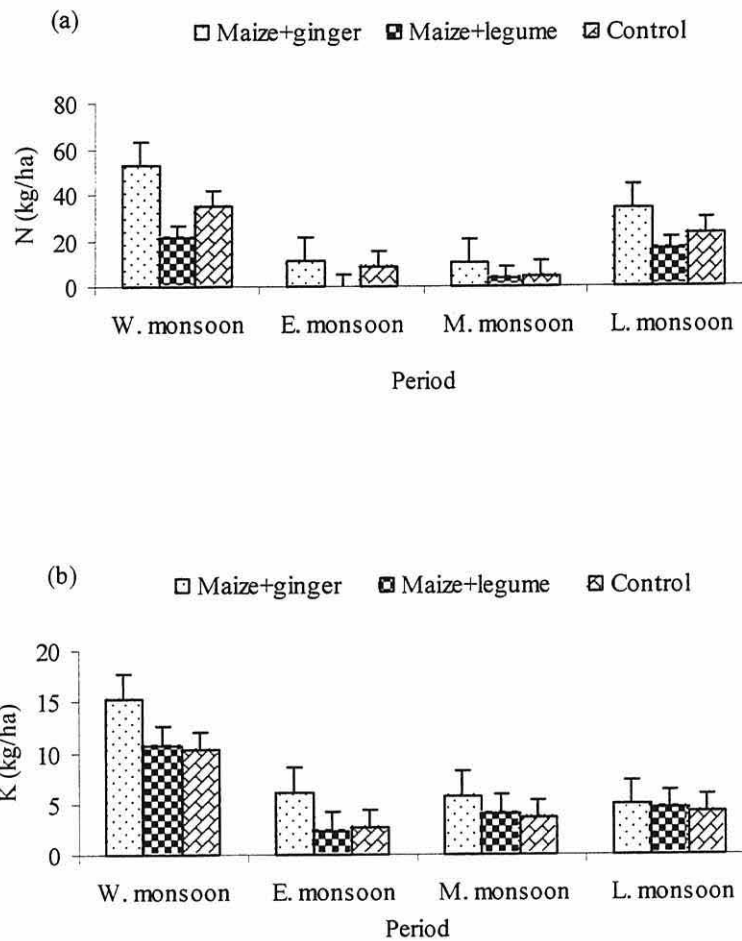 (a)
Maize+ginger Maize+legume Control
80
60
40
20
0
N (kg/ha)
W. monsoon E. monsoon M. monsoon L. monsoon
Period
(b)
Maize+ginger Maize+legume Control
20
15
10
5
0
K (kg/ha)
W. monsoon E. monsoon M. monsoon L. monsoon
Period